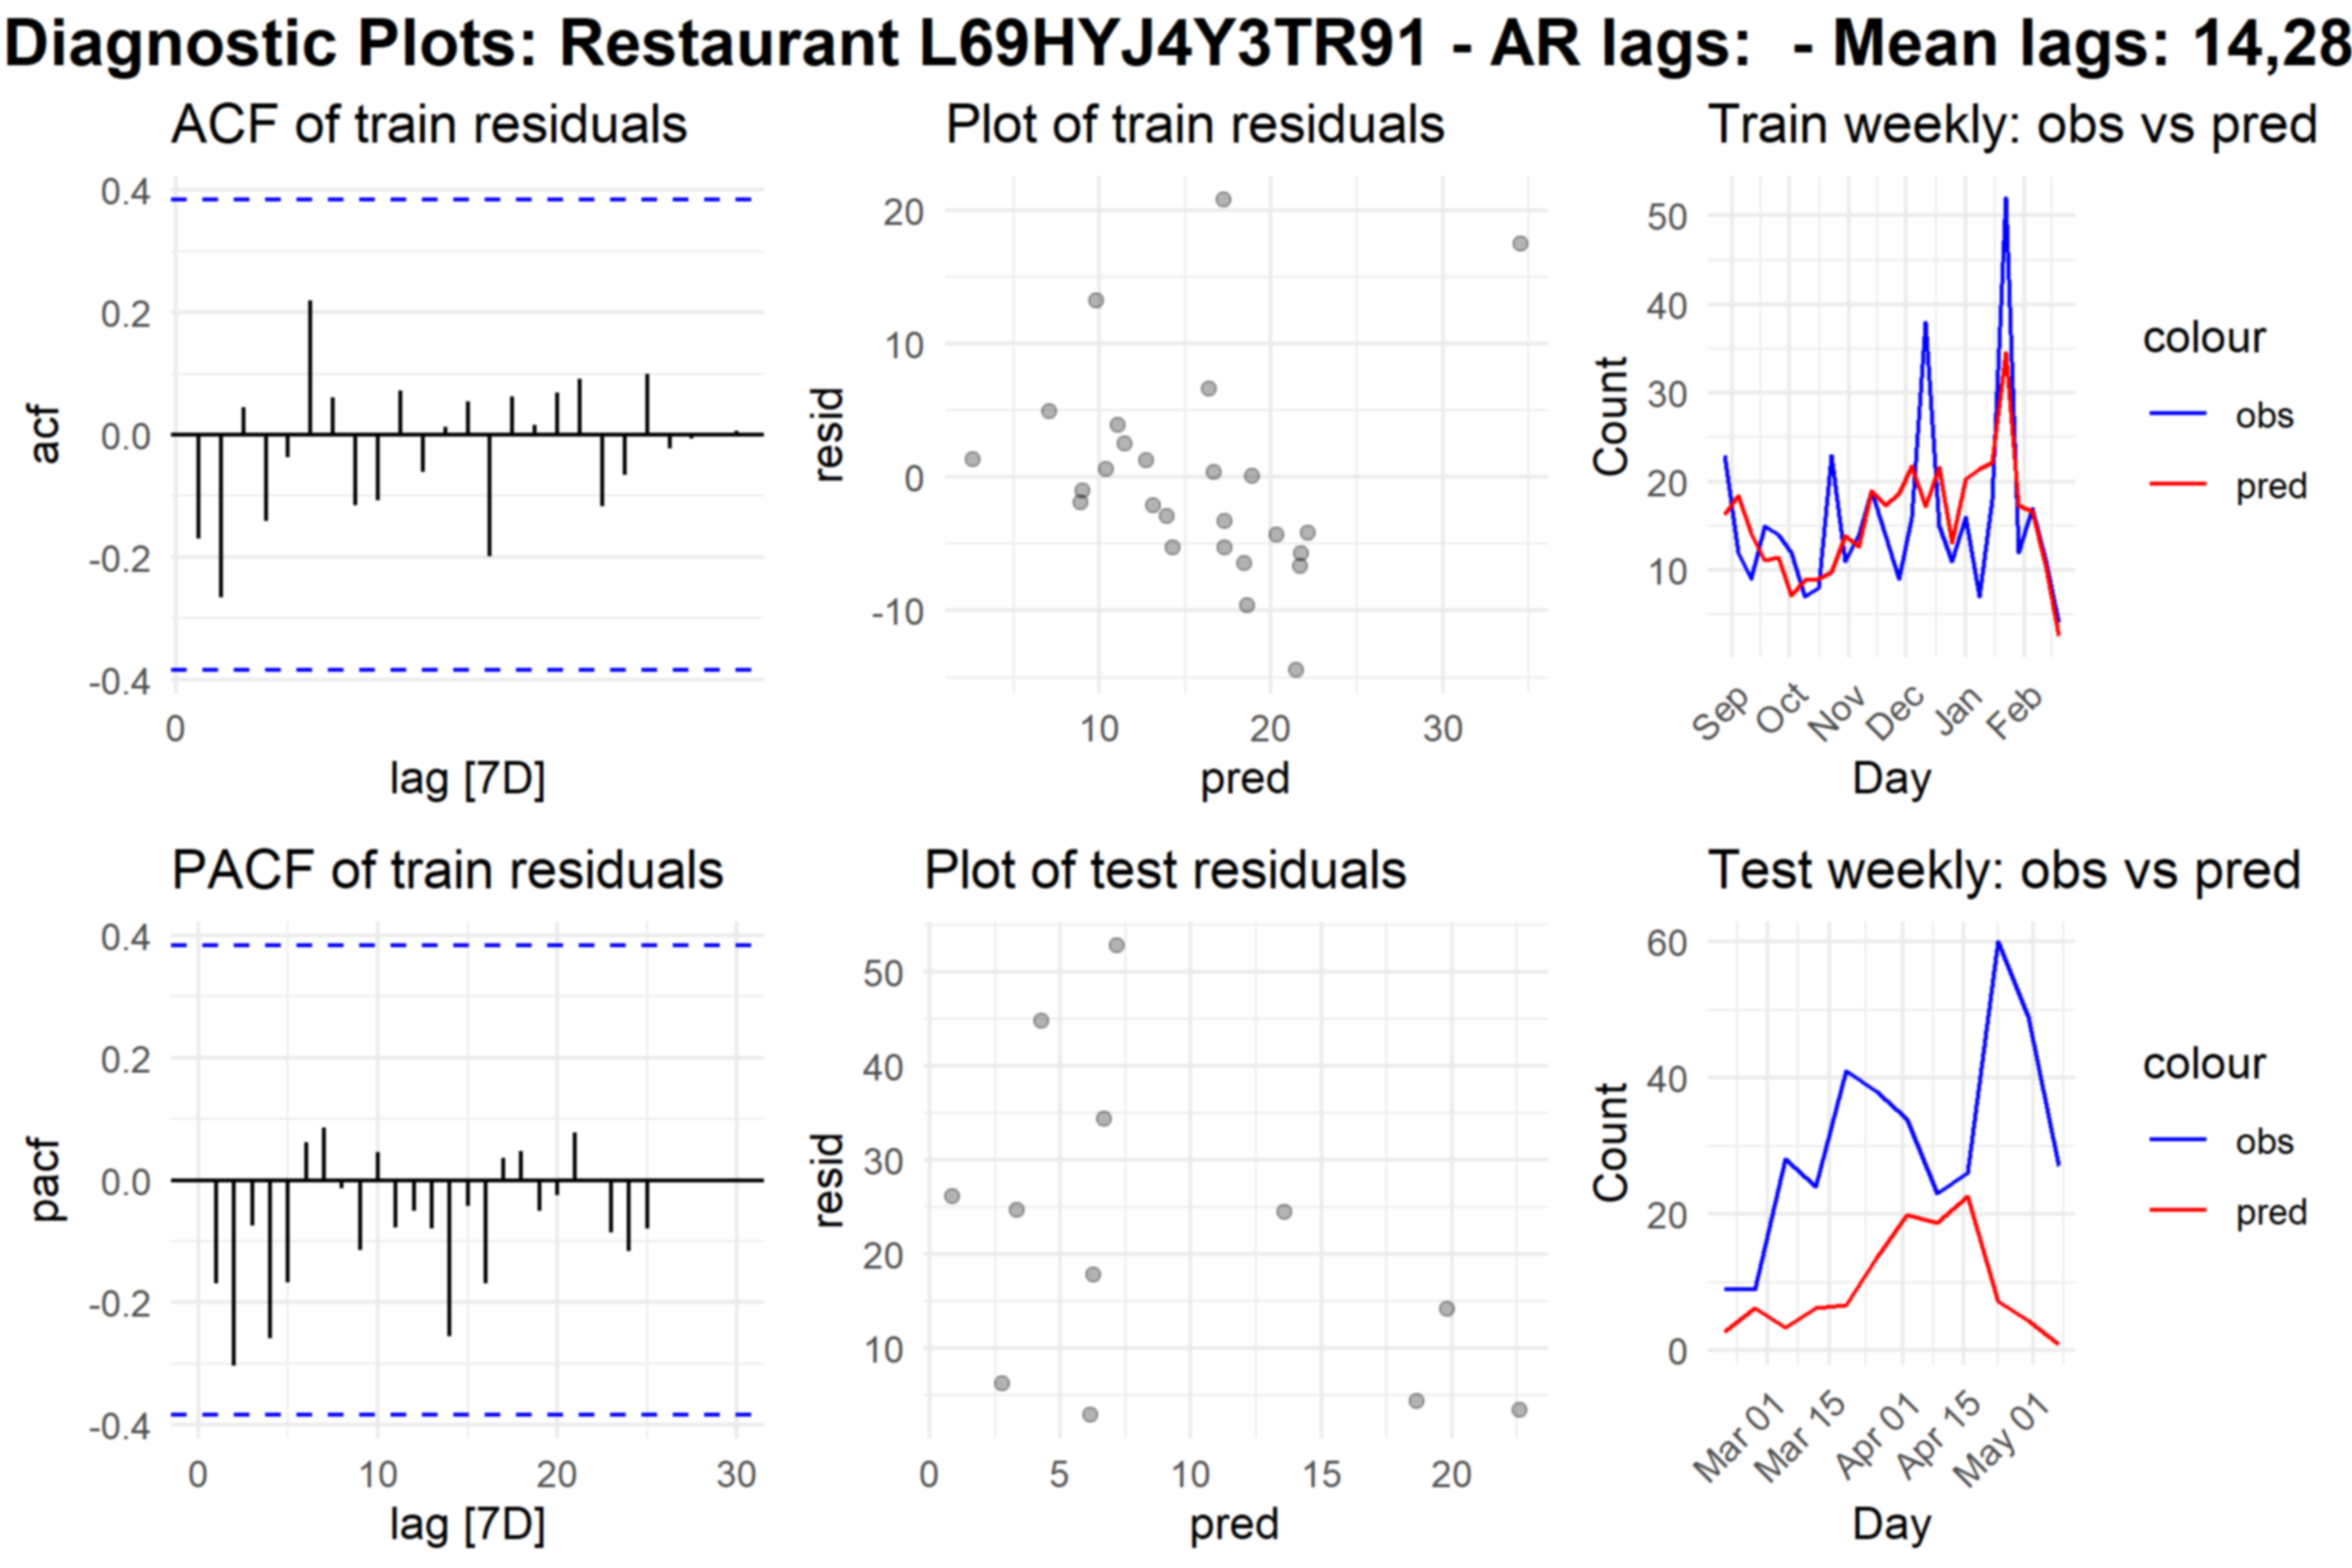 Diagnostic Plots: Restaurant L69HYJ4Y3TR91 - AR lags:  - Mean lags: 14,28
ACF of train residuals
0.4
0.2
0.0
-0.2
-0.4
acf
0
lag [7D]
Plot of train residuals
20
10
0
-10
resid
10 20 30
pred
Train weekly: obs vs pred
50
40
30
20
10
Count
Sep Oct Nov Dec Jan Feb
Day
colour
obs
pred
PACF of train residuals
0.4
0.2
0.0
-0.2
-0.4
pacf
0 10 20 30
lag [7D]
Plot of test residuals
50
40
30
20
10
resid
0 5 10 15 20
pred
Test weekly: obs vs pred
60
40
20
0
Count
Mar 01 Mar 15 Apr 01 Apr 15 May 01
Day
colour
obs
pred